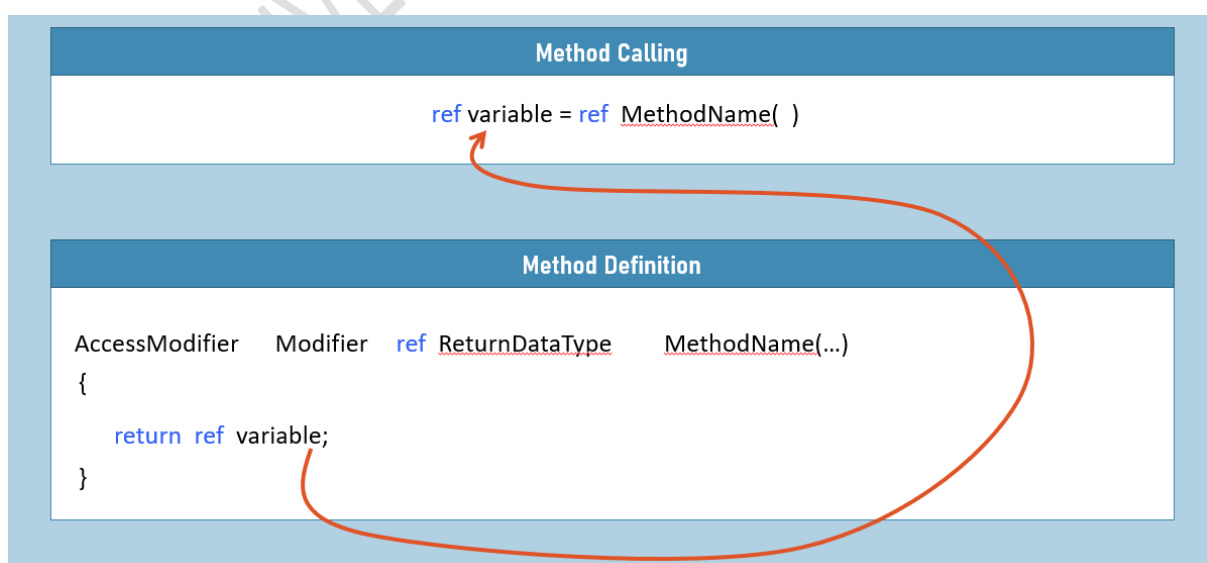 Method Calling
ref variable = ref MethodName( )
Method Definition
AccessModifier Modifier ref ReturnDataType MethodName(...)
{
return ref variable;
}